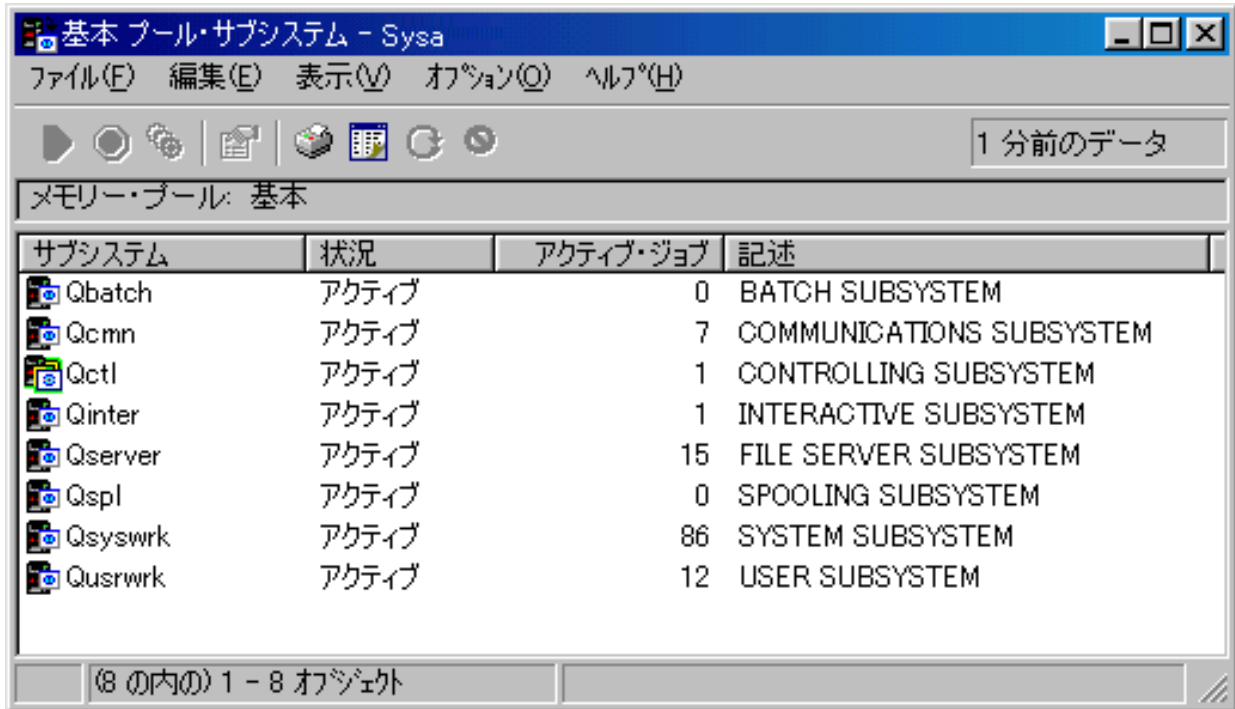 基本 プール・サブシステム - Sysa
ファイル(F) 編集(E) 表示(V) オプション(O) ヘルプ(H)
1 分前のデータ
メモリー・プール: 基本
サブシステム 状況 アクティブ・ジョブ 記述
Qbatch アクティブ 0 BATCH SUBSYSTEM
Qcmn アクティブ 7 COMMUNICATIONS SUBSYSTEM
Qctl アクティブ 1 CONTROLLING SUBSYSTEM
Qinter アクティブ 1 INTERACTIVE SUBSYSTEM
Qserver アクティブ 15 FILE SERVER SUBSYSTEM
Qspl アクティブ 0 SPOOLING SUBSYSTEM
Qsyswrk アクティブ 86 SYSTEM SUBSYSTEM
Qusrwrk アクティブ 12 USER SUBSYSTEM
(8 の内の) 1 - 8 オブジェクト